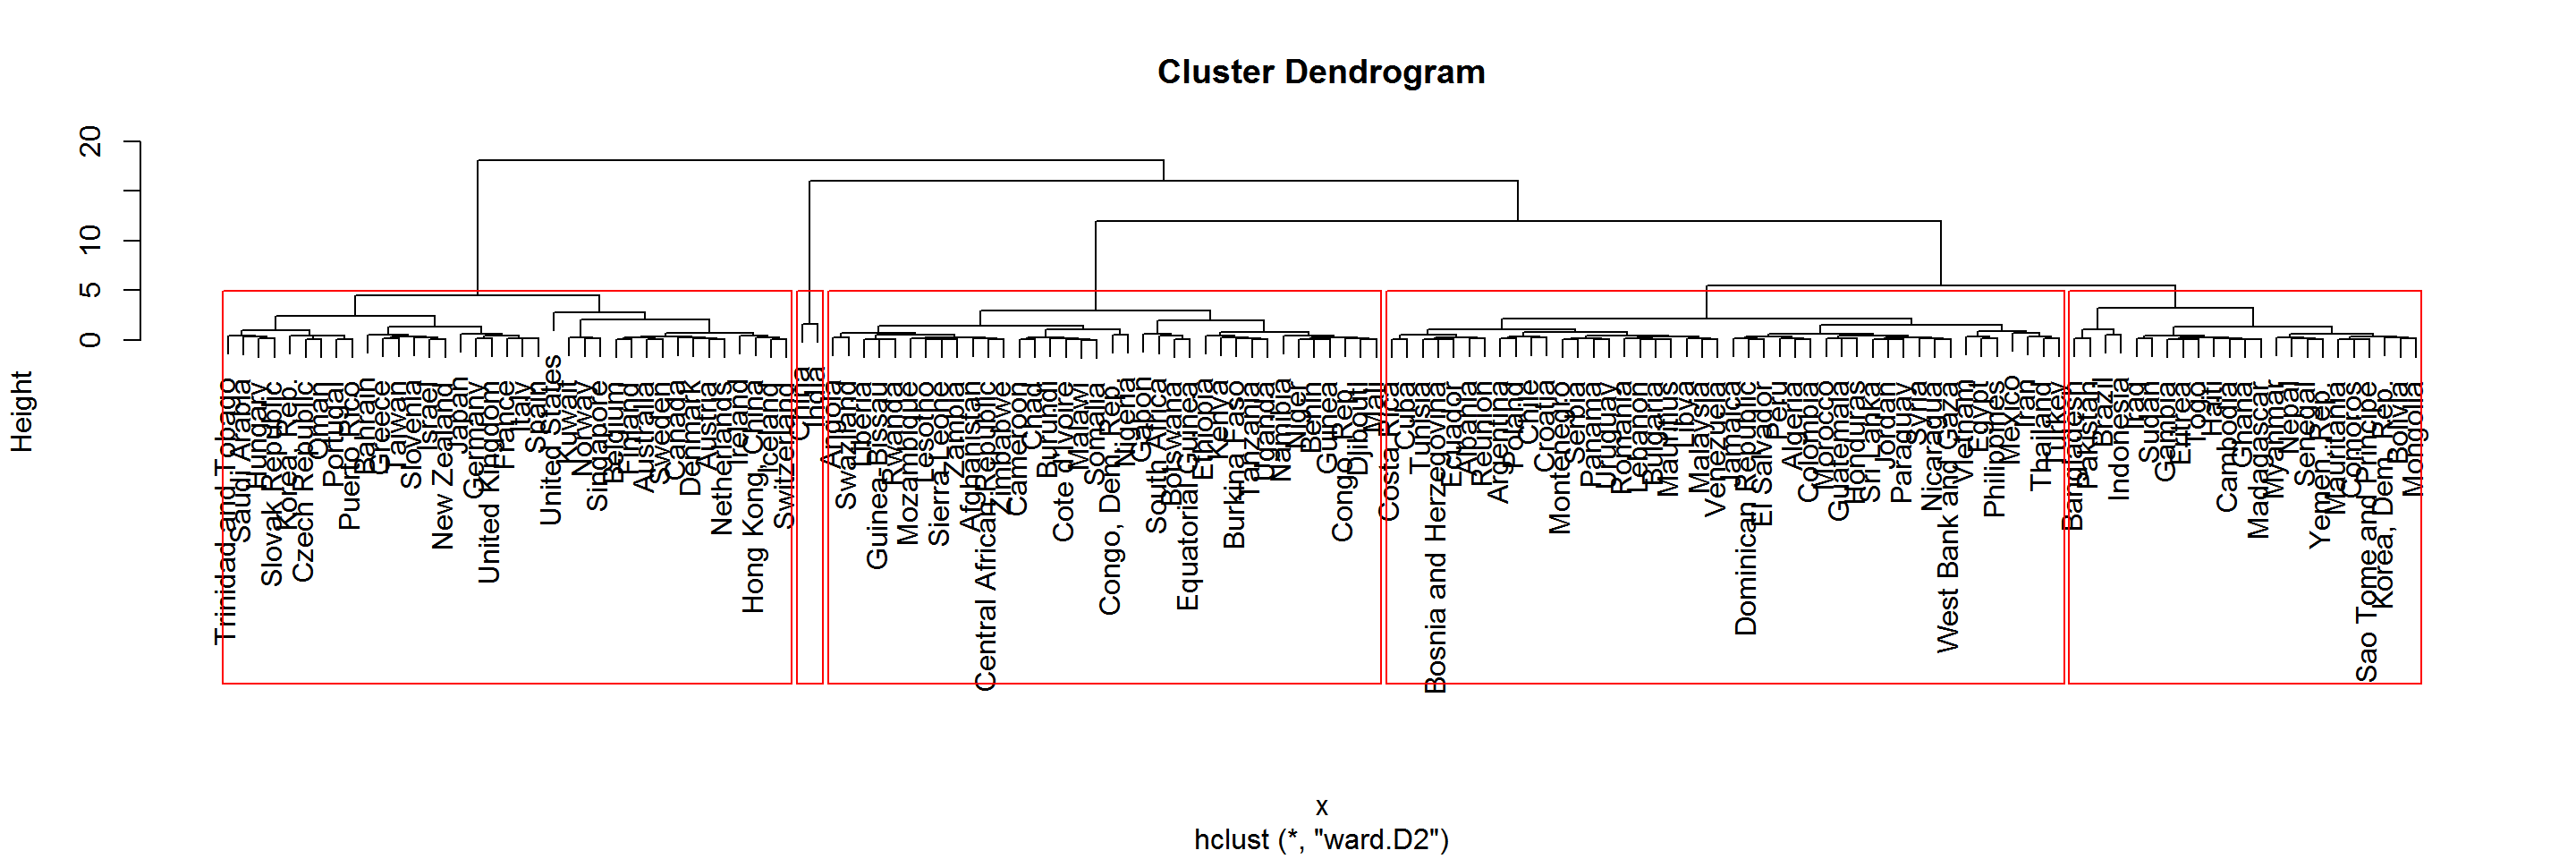 Cluster Dendrogram
Height
0
5
10
20
Trinidad and Tobago
Saudi Arabia
Hungary
Slovak Republic
Korea, Rep.
Czech Republic
Oman
Portugal
Puerto Rico
Bahrain
Greece
Taiwan
Slovenia
Israel
New Zealand
Japan
Germany
United Kingdom
France
Italy
Spain
United States
Kuwait
Norway
Singapore
Belgium
Finland
Australia
Sweden
Canada
Denmark
Austria
Netherlands
Ireland
Hong Kong, China
Iceland
Switzerland
China
India
Angola
Swaziland
Liberia
Guinea-Bissau
Rwanda
Mozambique
Lesotho
Sierra Leone
Zambia
Afghanistan
Central African Republic
Zimbabwe
Cameroon
Chad
Burundi
Cote d'Ivoire
Malawi
Somalia
Congo, Dem. Rep.
Nigeria
Gabon
South Africa
Botswana
Equatorial Guinea
Ethiopia
Kenya
Burkina Faso
Tanzania
Uganda
Namibia
Niger
Benin
Guinea
Congo, Rep.
Djibouti
Mali
Costa Rica
Cuba
Tunisia
Bosnia and Herzegovina
Ecuador
Albania
Reunion
Argentina
Poland
Chile
Croatia
Montenegro
Serbia
Panama
Uruguay
Romania
Lebanon
Bulgaria
Mauritius
Libya
Malaysia
Venezuela
Jamaica
Dominican Republic
El Salvador
Peru
Algeria
Colombia
Morocco
Guatemala
Honduras
Sri Lanka
Jordan
Paraguay
Syria
Nicaragua
West Bank and Gaza
Vietnam
Egypt
Philippines
Mexico
Iran
Thailand
Turkey
Bangladesh
Pakistan
Brazil
Indonesia
Iraq
Sudan
Gambia
Eritrea
Togo
Haiti
Cambodia
Ghana
Madagascar
Myanmar
Nepal
Senegal
Yemen, Rep.
Mauritania
Comoros
Sao Tome and Principe
Korea, Dem. Rep.
Bolivia
Mongolia
x
hclust (*, "ward.D2")